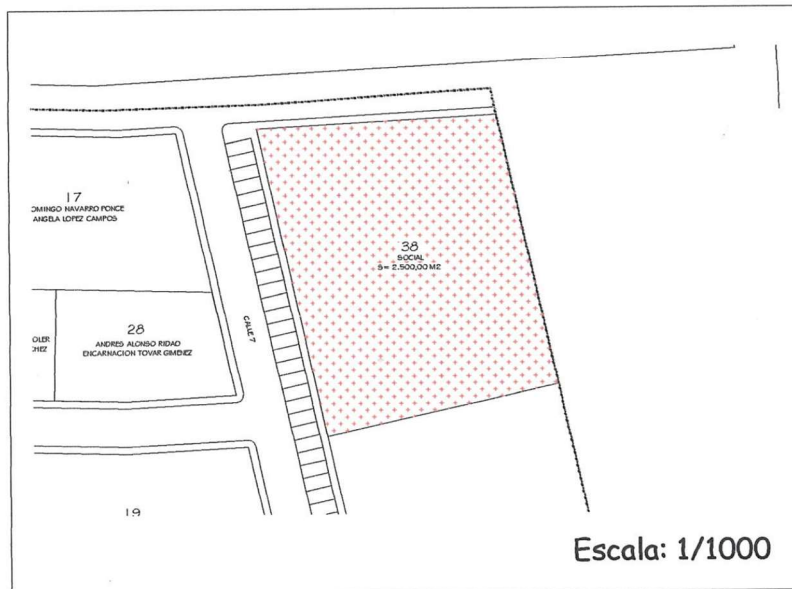 17
OMINGO NAVARRO PONCE
ANGELA LOPEZ CAMPOS
38
SOCIAL
S= 2.500,00 M2
CALLE 7
OLER
CHEZ
28
ANDRES ALONSO RIDAO
ENCARNACION TOVAR GIMENEZ
19
Escala: 1/1000